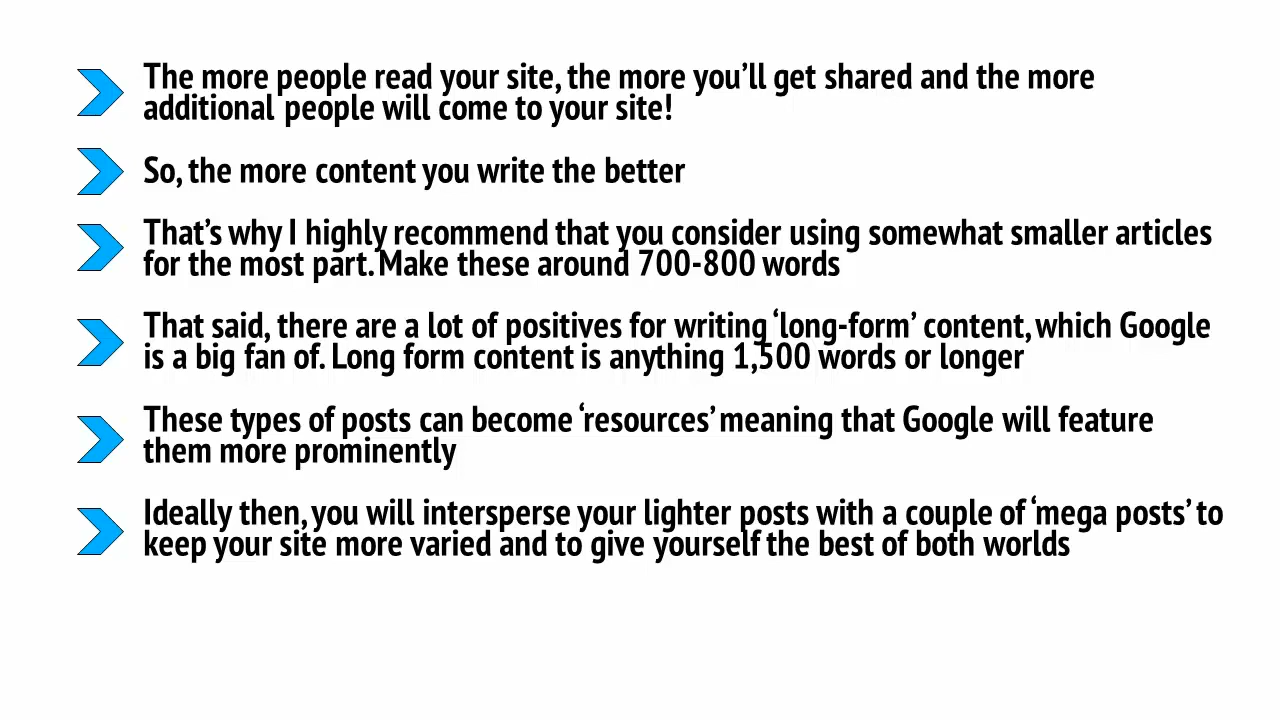 The more people read your site, the more you’ll get shared and the more
additional people will come to your site!
So, the more content you write the better
That’s why I highly recommend that you consider using somewhat smaller articles
for the most part. Make these around 700-800 words
That said, there are a lot of positives for writing ‘long-form’ content, which Google
is a big fan of. Long form content is anything 1,500 words or longer
These types of posts can become ‘resources’ meaning that Google will feature
them more prominently
Ideally then, you will intersperse your lighter posts with a couple of ‘mega posts’ to
keep your site more varied and to give yourself the best of both worlds